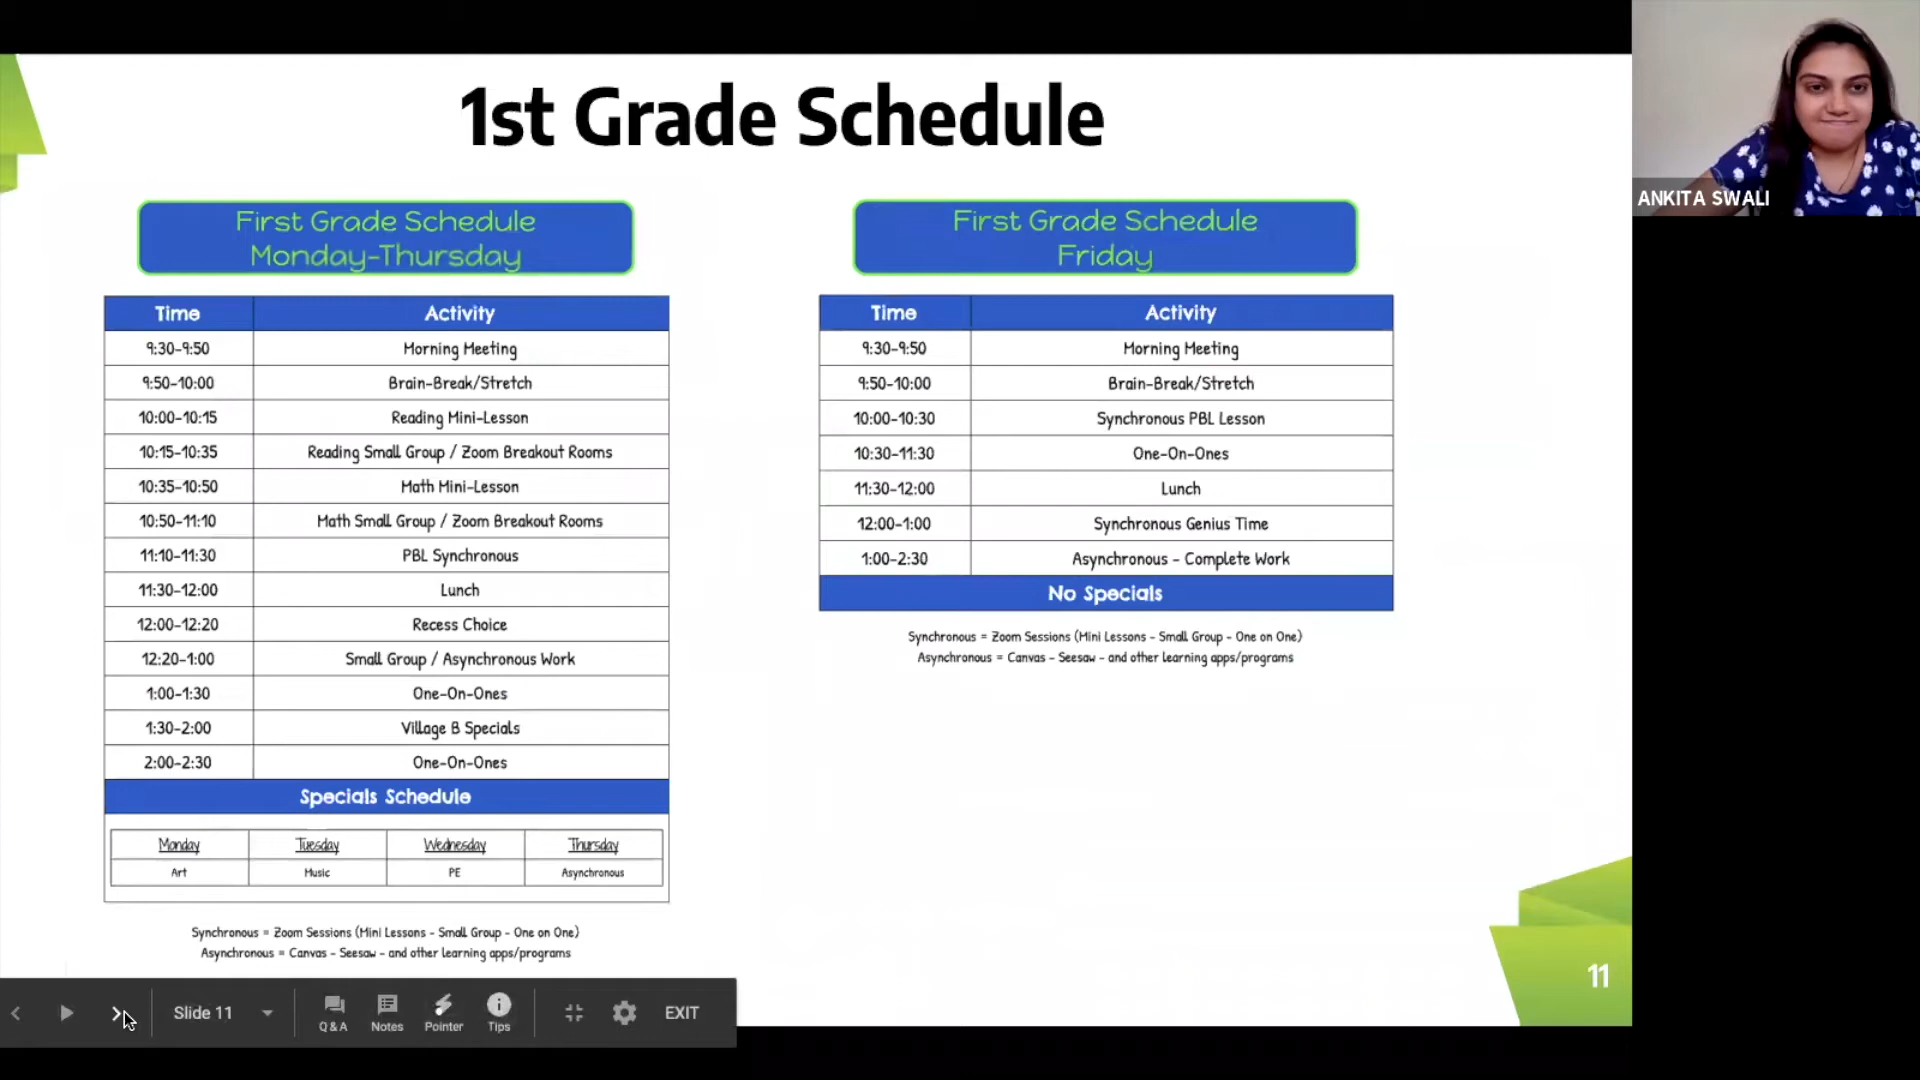 1st Grade Schedule
First Grade Schedule
Monday-Thursday
Time Activity
9:30-9:50 Morning Meeting
9:50-10:00 Brain-Break/Stretch
10:00-10:15 Reading Mini-Lesson
10:15-10:35 Reading Small Group / Zoom Breakout Rooms
10:35-10:50 Math Mini-Lesson
10:50-11:10 Math Small Group / Zoom Breakout Rooms
11:10-11:30 PBL Synchronous
11:30-12:00 Lunch
12:00-12:20 Recess Choice
12:20-1:00 Small Group / Asynchronous Work
1:00-1:30 One-On-Ones
1:30-2:00 Village B Specials
2:00-2:30 One-On-Ones
Specials Schedule
Monday Tuesday Wednesday Thursday
Art Music PE Asynchronous
Synchronous = Zoom Sessions (Mini Lessons - Small Group - One on One)
Asynchronous = Canvas - Seesaw - and other learning apps/programs
First Grade Schedule
Friday
Time Activity
9:30-9:50 Morning Meeting
9:50-10:00 Brain-Break/Stretch
10:00-10:30 Synchronous PBL Lesson
10:30-11:30 One-On-Ones
11:30-12:00 Lunch
12:00-1:00 Synchronous Genius Time
1:00-2:30 Asynchronous - Complete Work
No Specials
Synchronous = Zoom Sessions (Mini Lessons - Small Group - One on One)
Asynchronous = Canvas - Seesaw - and other learning apps/programs
11
ANKITA SWALI
Slide 11 Q&A Notes Pointer Tips EXIT